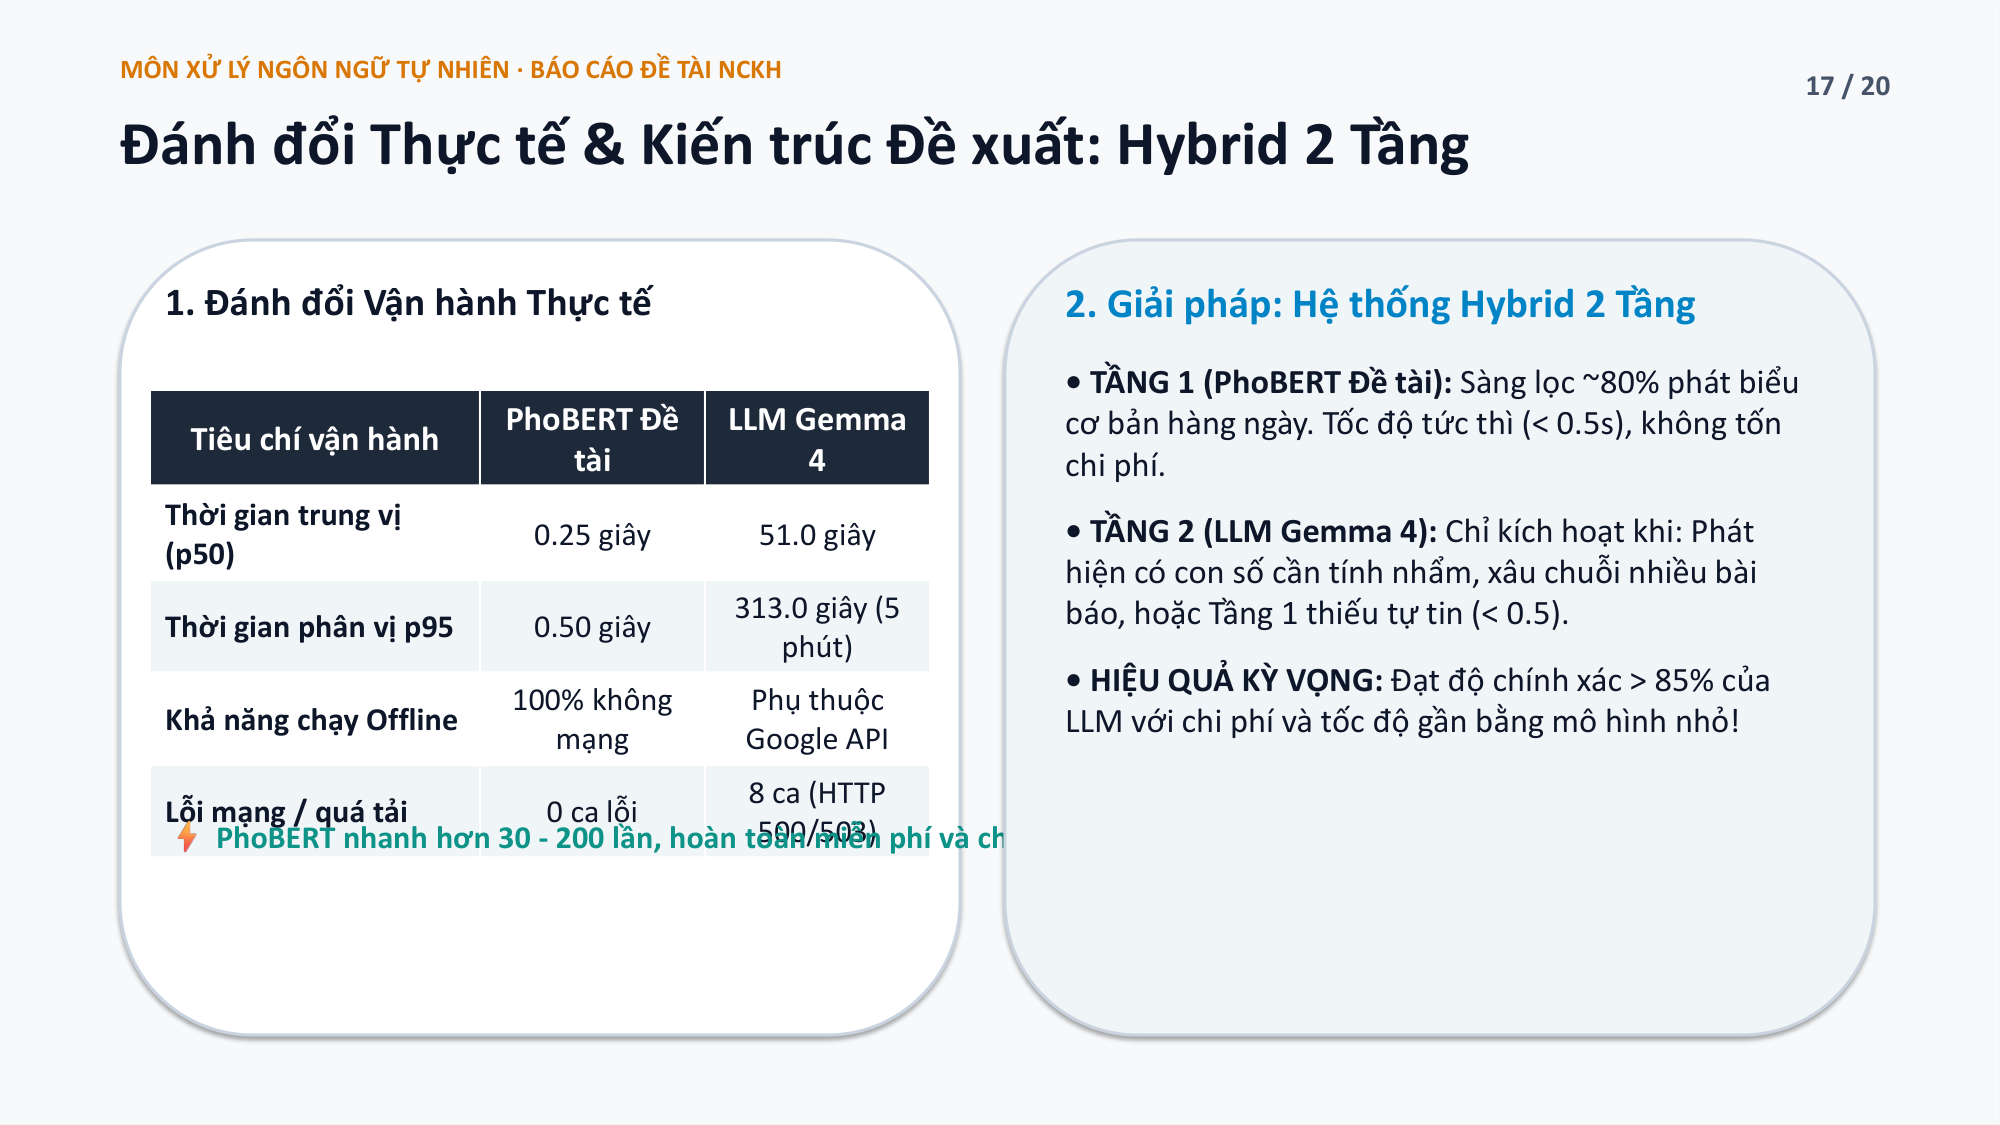 MÔN XỬ LÝ NGÔN NGỮ TỰ NHIÊN · BÁO CÁO ĐỀ TÀI NCKH
17 / 20
Đánh đổi Thực tế & Kiến trúc Đề xuất: Hybrid 2 Tầng
1. Đánh đổi Vận hành Thực tế
Tiêu chí vận hành
PhoBERT Đề
tài
LLM Gemma
4
Thời gian trung vị
(p50)
0.25 giây
51.0 giây
Thời gian phân vị p95
0.50 giây
313.0 giây (5
phút)
Khả năng chạy Offline
100% không
mạng
Phụ thuộc
Google API
Lỗi mạng / quá tải
0 ca lỗi
8 ca (HTTP
500/503)
⚡ PhoBERT nhanh hơn 30 - 200 lần, hoàn toàn miễn phí và
2. Giải pháp: Hệ thống Hybrid 2 Tầng
• TẦNG 1 (PhoBERT Đề tài): Sàng lọc ~80% phát biểu
cơ bản hàng ngày. Tốc độ tức thì (< 0.5s), không tốn
chi phí.
• TẦNG 2 (LLM Gemma 4): Chỉ kích hoạt khi: Phát
hiện có con số cần tính nhẩm, xâu chuỗi nhiều bài
báo, hoặc Tầng 1 thiếu tự tin (< 0.5).
• HIỆU QUẢ KỲ VỌNG: Đạt độ chính xác > 85% của
LLM với chi phí và tốc độ gần bằng mô hình nhỏ!